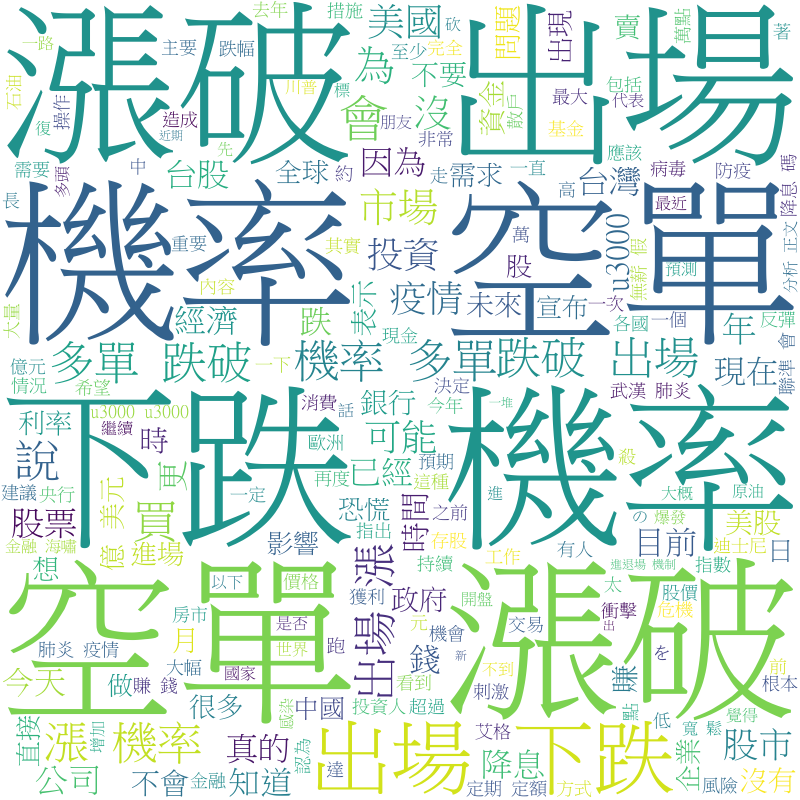 漲破 出場
機率 空單
下跌 機率
空單 漲破
漲 機率
出場 下跌
一路
去年
措施
美國
出現
問題
賣
萬點
著
石油
復
操作
主要
跌幅
川普
標
至少
完全
砍
為
不要
資金
散戶
最大
包括
代表
造成
近期
會
朋友
沒
非常
基金
應該
需要
多頭
中
台股
先
全球
約
因為
走
需求
一直
台灣
高
病毒
防疫
碼
降息
長
重要
其實
市場
萬
最近
正文
分析
大量
內容
投資
股
u3000
無薪 假
預測
經濟
跌
表示
疫情
未來
宣布
一次
各國
一個
年
反彈
會
聯準
億元
情況
多單
跌破
希望
一下
機率
現金
多單跌破
出場
現在
u3000 u3000
利率
繼續
時
消費
話
銀行
決定
今年
一堆
武漢 肺炎
說
更
歐洲
可能
已經
預期
這種
殺
進
大概
原油
建議
央行
股票
買
美元
億
一定
再度
恐慌
指出
時間
之前
の
爆發
美股
金融 海嘯
進場
影響
漲
持續
存股
工作
有人
目前
迪士尼
指數
日
想
以下
價格
獲利
出場
政府
開盤
進退場 機制
太
股價
衝擊
危機
房市
月
是否
元
機會
交易
出
を
前
肺炎 疫情
大幅
國家
世界
跑
錢
看到
不到
新
賺
根本
今天
做
賺 錢
很多
感染
中國
投資人
超過
刺激
點
低
寬 鬆
覺得
直接
增加
真的
認為
艾格
企業
股市
公司
不會
金融
知道
達
降息
定期 定額
方式
風險
沒有